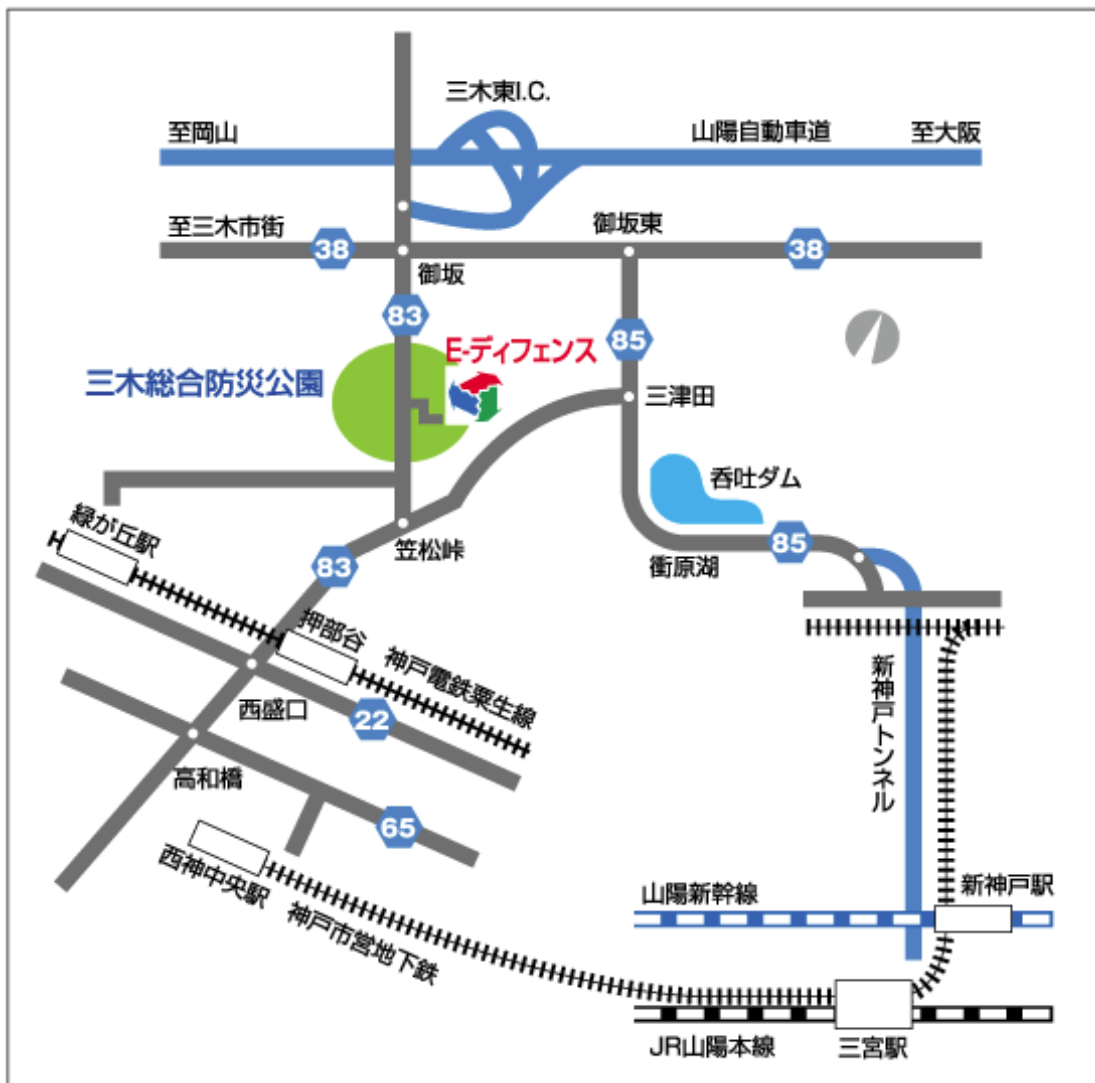 三木東I.C.
至岡山
山陽自動車道
至大阪
至三木市街
御坂東
38
38
御坂
83
85
E-ディフェンス
三木総合防災公園
三津田
呑吐ダム
緑が丘駅
笠松峠
85
衝原湖
83
押部谷
神戸電鉄粟生線
西盛口
22
新神戸トンネル
高和橋
65
西神中央駅
神戸市営地下鉄
山陽新幹線
新神戸駅
JR山陽本線
三宮駅